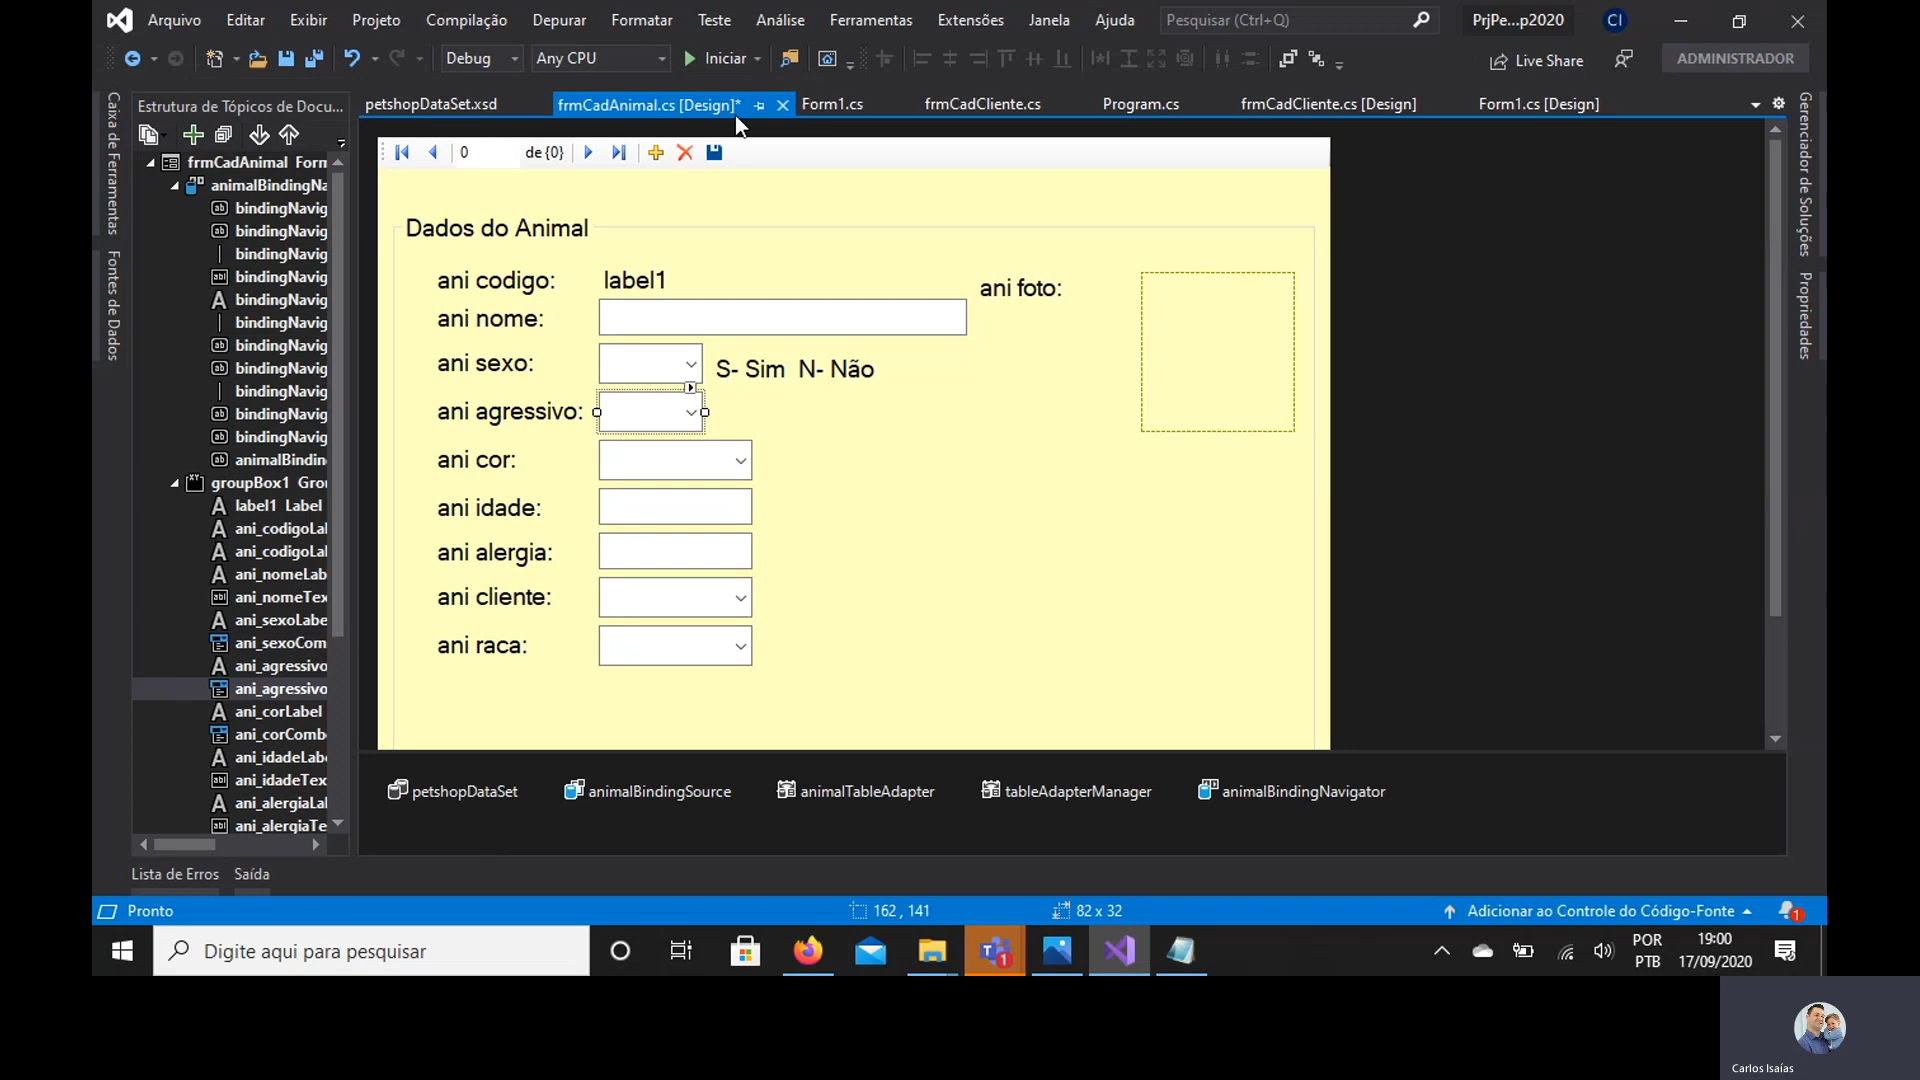 Arquivo Editar Exibir Projeto Compilação Depurar Formatar Teste Análise Ferramentas Extensões Janela Ajuda Pesquisar (Ctrl+Q) PrjPe...p2020 CI
Debug Any CPU Iniciar Live Share ADMINISTRADOR
Caixa de Ferramentas
Fontes de Dados
Estrutura de Tópicos de Docu...
petshopDataSet.xsd frmCadAnimal.cs [Design]* Form1.cs frmCadCliente.cs Program.cs frmCadCliente.cs [Design] Form1.cs [Design]
frmCadAnimal Form
animalBindingNa
bindingNavig
bindingNavig
bindingNavig
bindingNavig
bindingNavig
bindingNavig
bindingNavig
bindingNavig
bindingNavig
bindingNavig
bindingNavig
animalBindin
groupBox1 Grou
label1 Label
ani_codigoLal
ani_codigoLal
ani_nomeLab
ani_nomeTex
ani_sexoLabe
ani_sexoCom
ani_agressivo
ani_agressivo
ani_corLabel
ani_corCombo
ani_idadeLabe
ani_idadeTex
ani_alergiaLal
ani_alergiaTe
0 de {0}
Dados do Animal
ani codigo: label1 ani foto:
ani nome:
ani sexo: S- Sim N- Não
ani agressivo:
ani cor:
ani idade:
ani alergia:
ani cliente:
ani raca:
petshopDataSet animalBindingSource animalTableAdapter tableAdapterManager animalBindingNavigator
Gerenciador de Soluções
Propriedades
Lista de Erros Saída
Pronto 162 , 141 82 x 32 Adicionar ao Controle do Código-Fonte 1
Digite aqui para pesquisar 1 POR 19:00
PTB 17/09/2020
Carlos Isaías